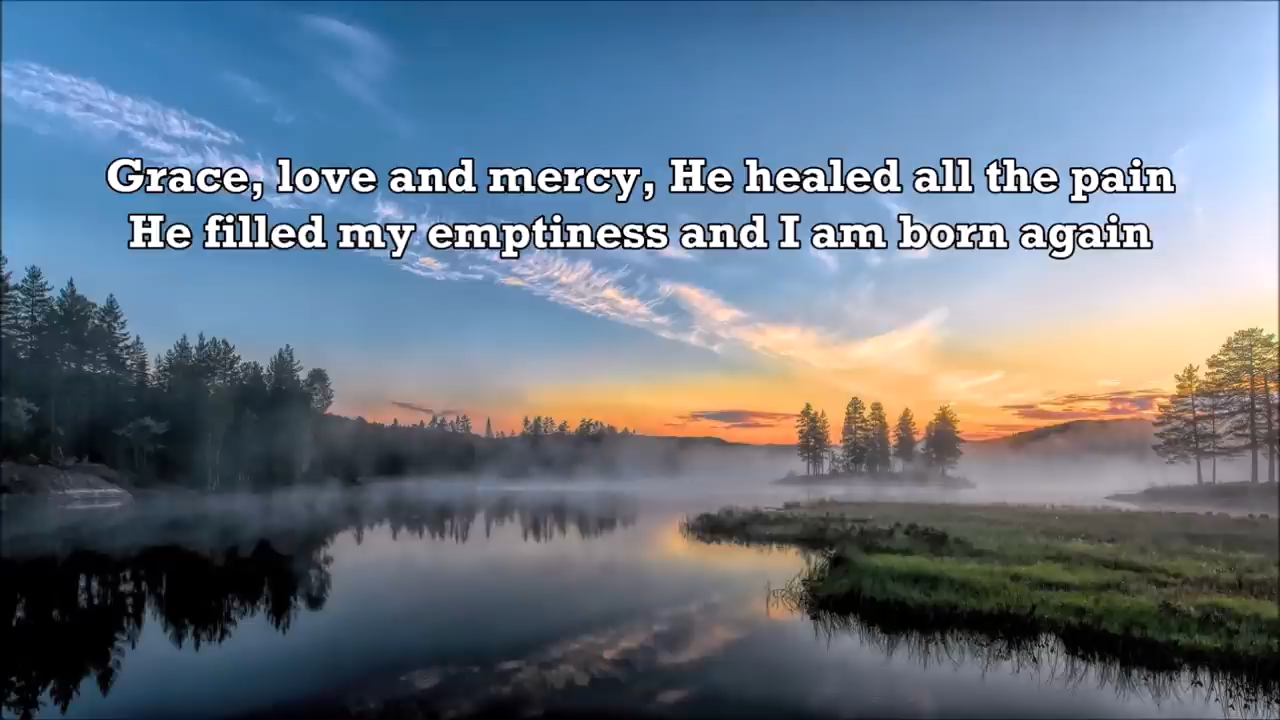 Grace, love and mercy, He healed all the pain
He filled my emptiness and I am born again